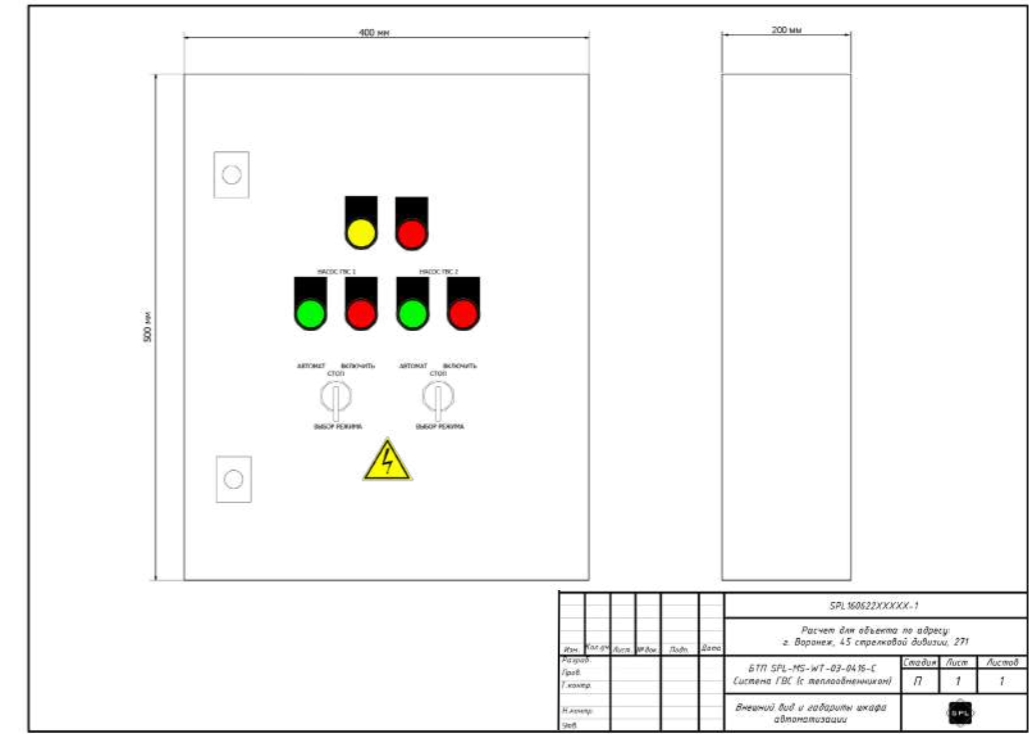 400 мм
200 мм
500 мм
НАСОС ГВС 1
НАСОС ГВС 2
АВТОМАТ
ВКЛЮЧИТЬ
СТОП
АВТОМАТ
ВКЛЮЧИТЬ
СТОП
ВЫБОР РЕЖИМА
ВЫБОР РЕЖИМА
SPL160622XXXXX-1
Расчет для объекта по адресу:
г. Воронеж, 45 стрелковой дивизии, 271
Изм.
Кол.уч
Лист
№ док.
Подп.
Дата
Разраб.
Пров.
Т.контр.
Н.контр.
Утв.
БТП SPL-MS-WT-03-0416-С
Система ГВС (с теплообменником)
Стадия
Лист
Листов
П
1
1
Внешний вид и габариты шкафа
автоматизации
SPL